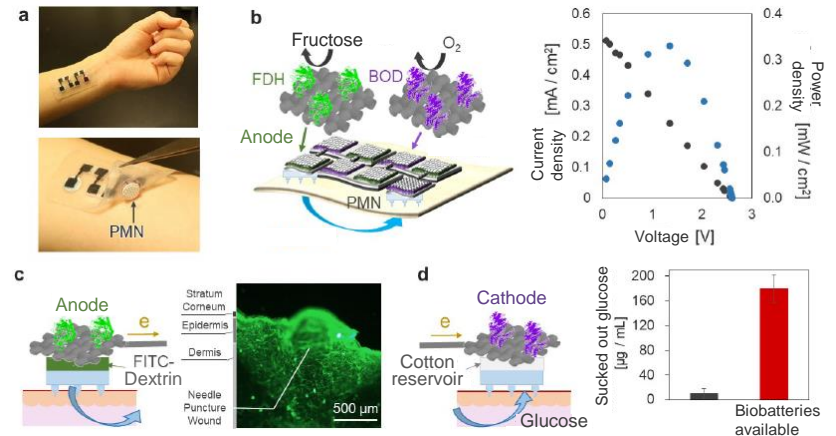 a
PMN
b
Fructose
O2
FDH
BOD
Anode
PMN
0.6
0.5
0.4
0.3
0.2
0.1
0
0.4
0.3
0.2
0.1
0.0
0
1
2
3
Current
density
[mA / cm²]
Power
density
[mW / cm²]
Voltage [V]
c
Anode
e
FITC-
Dextrin
Stratum
Corneum
Epidermis
Dermis
Needle
Puncture
Wound
500 µm
d
Cathode
e
Cotton
reservoir
Glucose
Sucked out glucose
[µg / mL]
200
160
120
80
40
0
Biobatteries
available